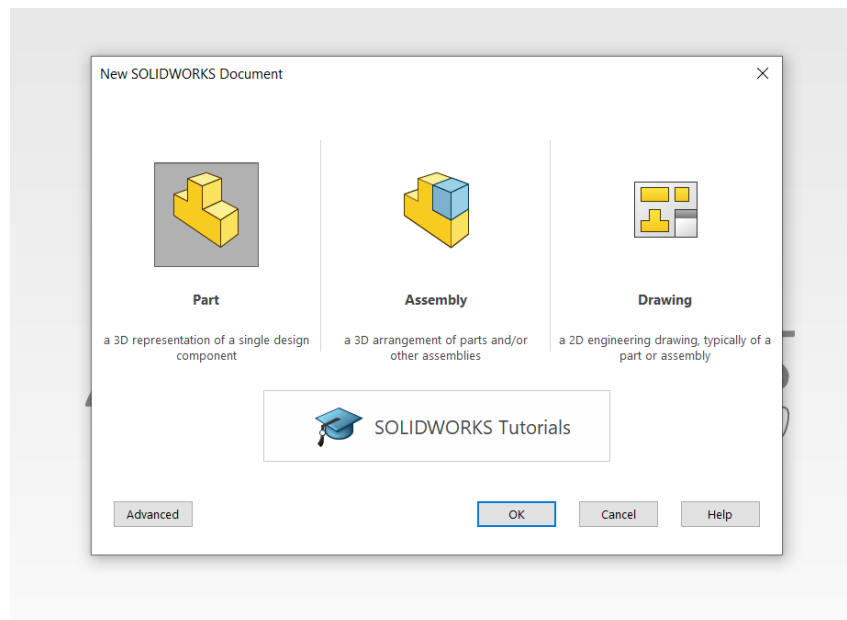 New SOLIDWORKS Document
Part
a 3D representation of a single design
component
Assembly
a 3D arrangement of parts and/or
other assemblies
Drawing
a 2D engineering drawing, typically of a
part or assembly
SOLIDWORKS Tutorials
Advanced
OK
Cancel
Help